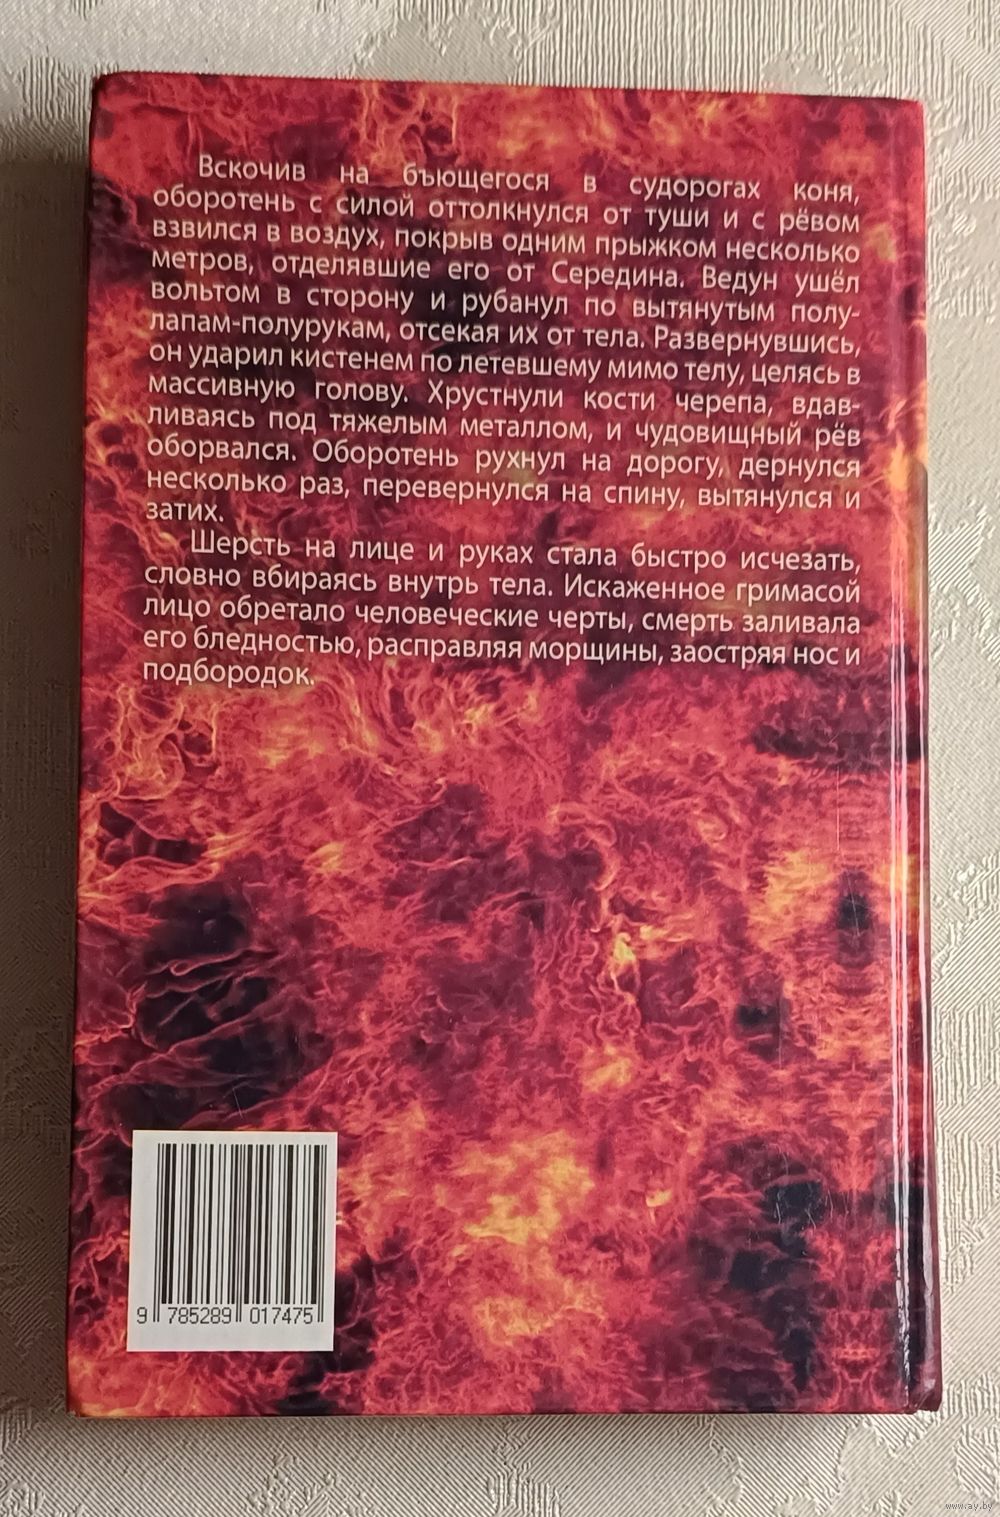 Вскочив на бъющегося в судорогах коня,
оборотень с силой оттолкнулся от туши и с рёвом
взвился в воздух, покрыв одним прыжком несколько
метров, отделявшие его от Середина. Ведун ушёл
вольтом в сторону и рубанул по вытянутым полу-
лапам-полурукам, отсекая их от тела. Развернувшись,
он ударил кистенем по летевшему мимо телу, целясь в
массивную голову. Хрустнули кости черепа, вдав-
ливаясь под тяжелым металлом, и чудовищный рёв
оборвался. Оборотень рухнул на дорогу, дернулся
несколько раз, перевернулся на спину, вытянулся и
затих.
Шерсть на лице и руках стала быстро исчезать,
словно вбираясь внутрь тела. Искаженное гримасой
лицо обретало человеческие черты, смерть заливала
его бледностью, расправляя морщины, заостряя нос и
подбородок.
9 785289 017475
www.ay.by